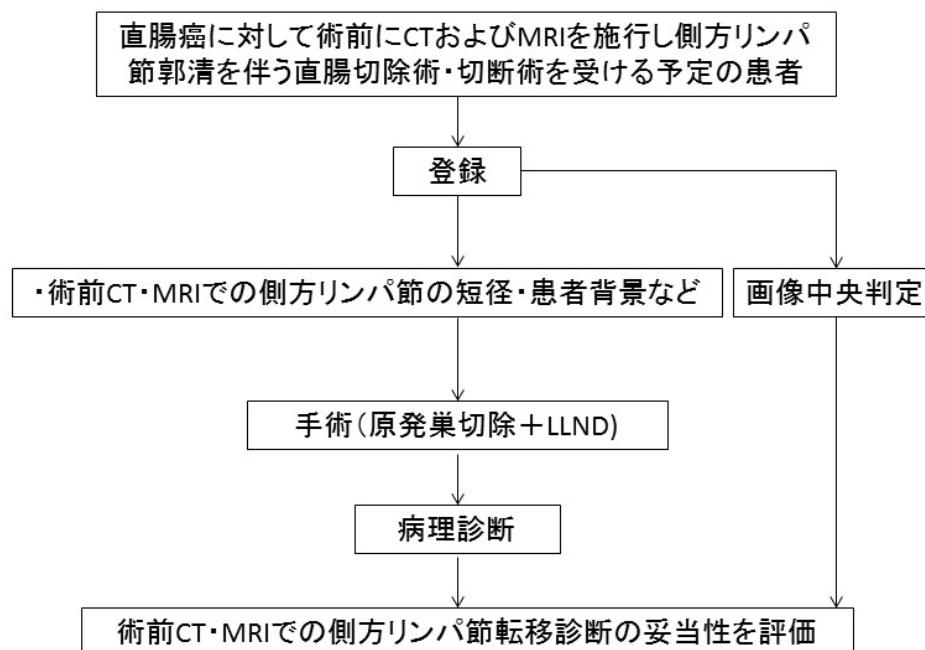 直腸癌に対して術前にCTおよびMRIを施行し側方リンパ
節郭清を伴う直腸切除術・切断術を受ける予定の患者
登録
・術前CT・MRIでの側方リンパ節の短径・患者背景など
画像中央判定
手術(原発巣切除＋LLND)
病理診断
術前CT・MRIでの側方リンパ節転移診断の妥当性を評価